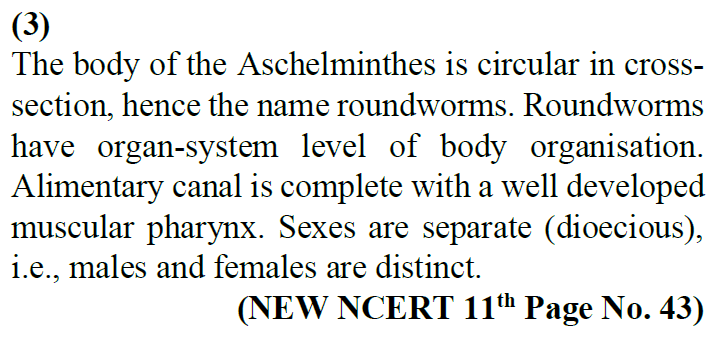 (3)
The body of the Aschelminthes is circular in cross-
section, hence the name roundworms. Roundworms
have organ-system level of body organisation.
Alimentary canal is complete with a well developed
muscular pharynx. Sexes are separate (dioecious),
i.e., males and females are distinct.
(NEW NCERT 11th Page No. 43)